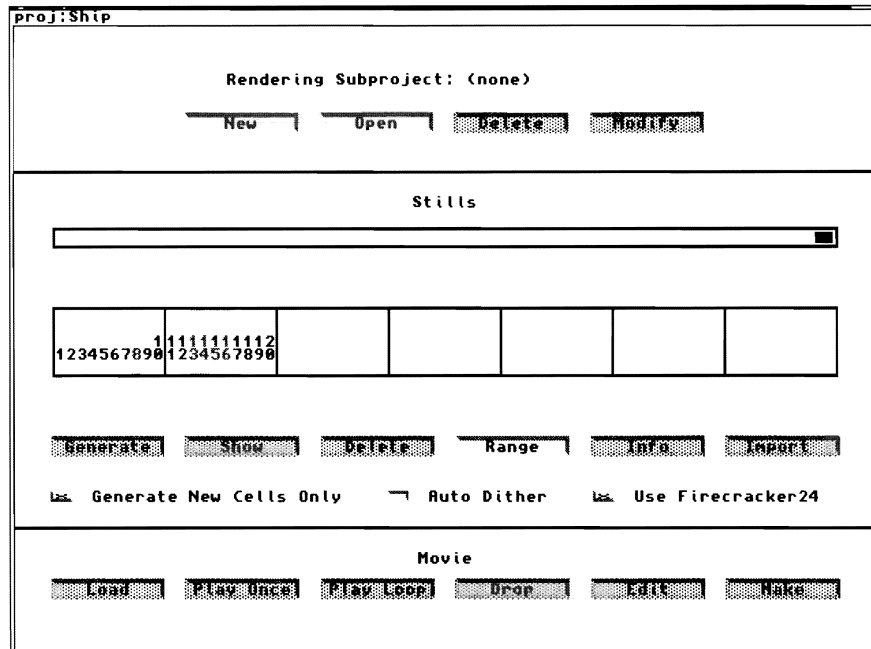 proj:Ship
Rendering Subproject: (none)
New Open Delete Modify
Stills
1 1111111112
1234567890 1234567890
Generate Show Delete Range Info Import
Generate New Cells Only Auto Dither Use Firecracker24
Movie
Load Play Once Play Loop Drop Edit Make